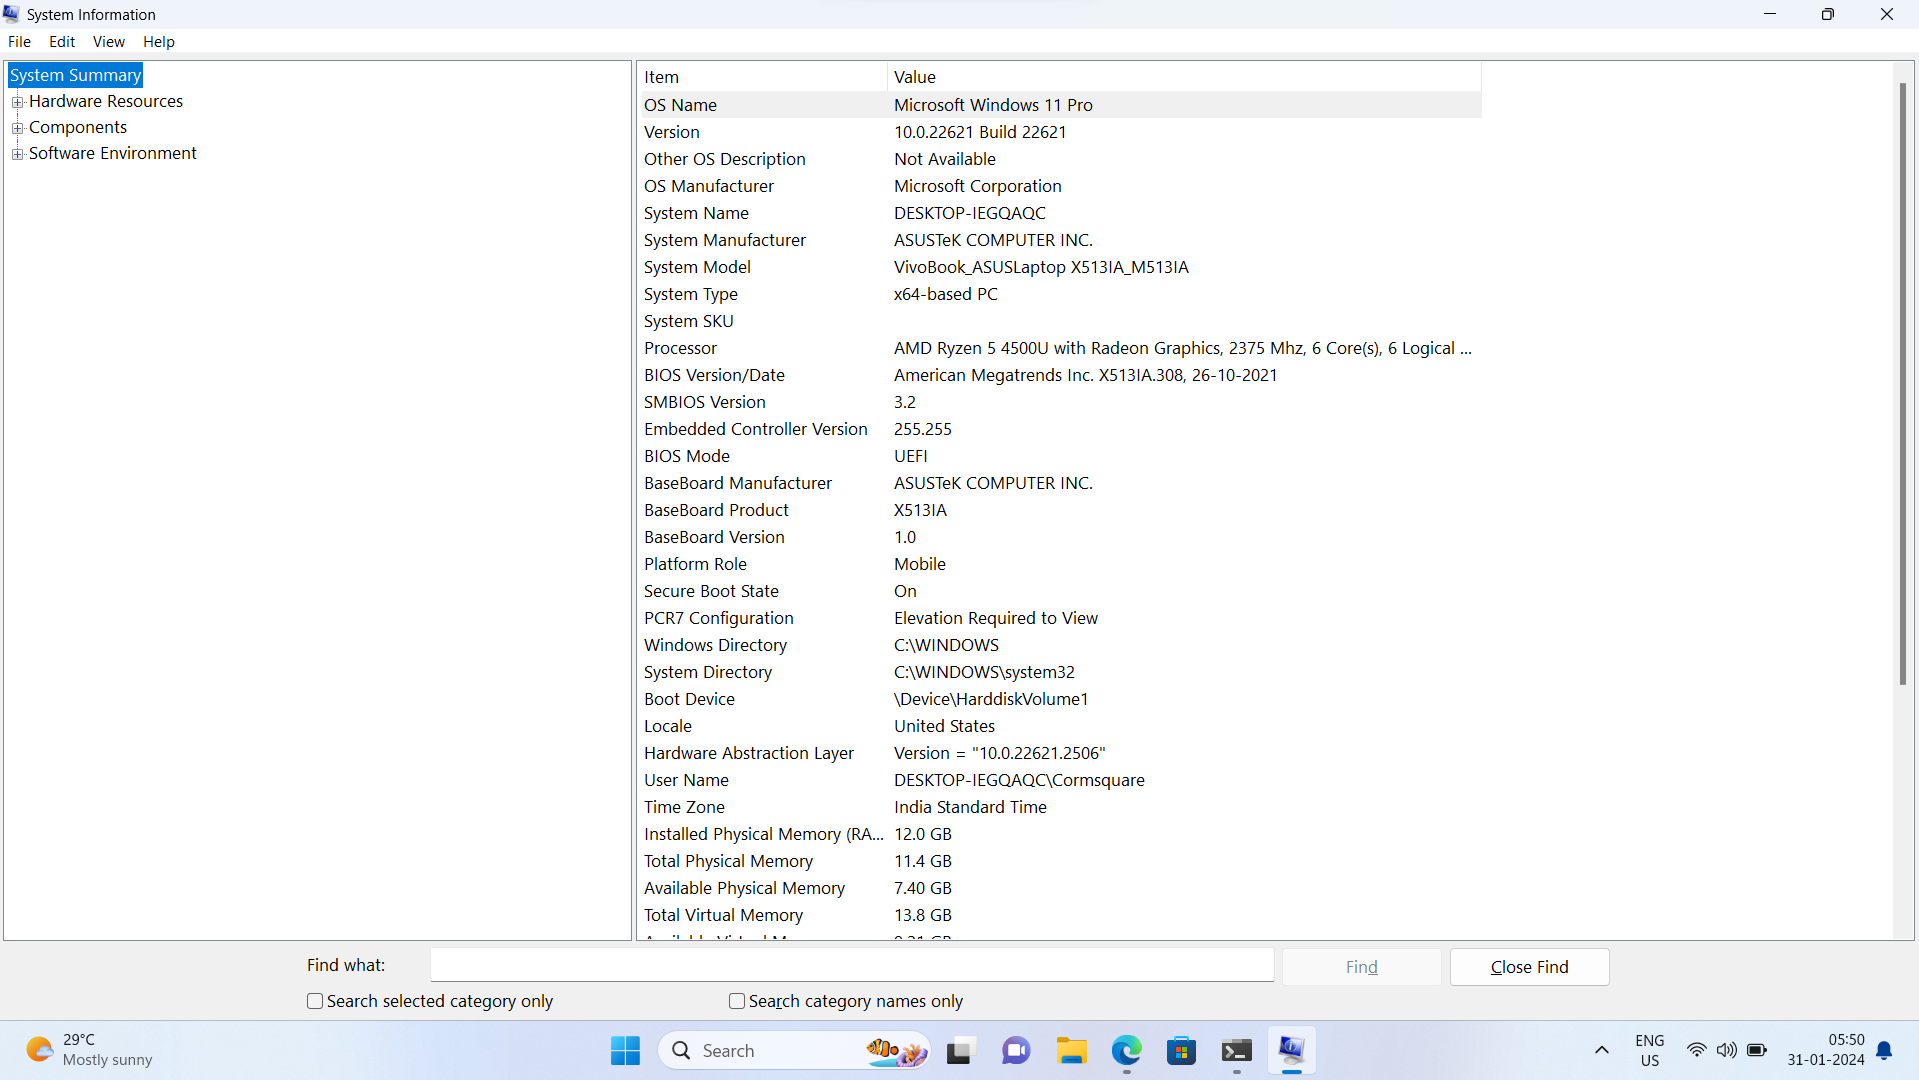 System Information
File Edit View Help
System Summary
Hardware Resources
Components
Software Environment
Item Value
OS Name Microsoft Windows 11 Pro
Version 10.0.22621 Build 22621
Other OS Description Not Available
OS Manufacturer Microsoft Corporation
System Name DESKTOP-IEGQAQC
System Manufacturer ASUSTeK COMPUTER INC.
System Model VivoBook_ASUSLaptop X513IA_M513IA
System Type x64-based PC
System SKU
Processor AMD Ryzen 5 4500U with Radeon Graphics, 2375 Mhz, 6 Core(s), 6 Logical ...
BIOS Version/Date American Megatrends Inc. X513IA.308, 26-10-2021
SMBIOS Version 3.2
Embedded Controller Version 255.255
BIOS Mode UEFI
BaseBoard Manufacturer ASUSTeK COMPUTER INC.
BaseBoard Product X513IA
BaseBoard Version 1.0
Platform Role Mobile
Secure Boot State On
PCR7 Configuration Elevation Required to View
Windows Directory C:\WINDOWS
System Directory C:\WINDOWS\system32
Boot Device \Device\HarddiskVolume1
Locale United States
Hardware Abstraction Layer Version = "10.0.22621.2506"
User Name DESKTOP-IEGQAQC\Cormsquare
Time Zone India Standard Time
Installed Physical Memory (RA... 12.0 GB
Total Physical Memory 11.4 GB
Available Physical Memory 7.40 GB
Total Virtual Memory 13.8 GB
Find what: Find Close Find
Search selected category only Search category names only
29°C
Mostly sunny
Search
ENG
US
05:50
31-01-2024